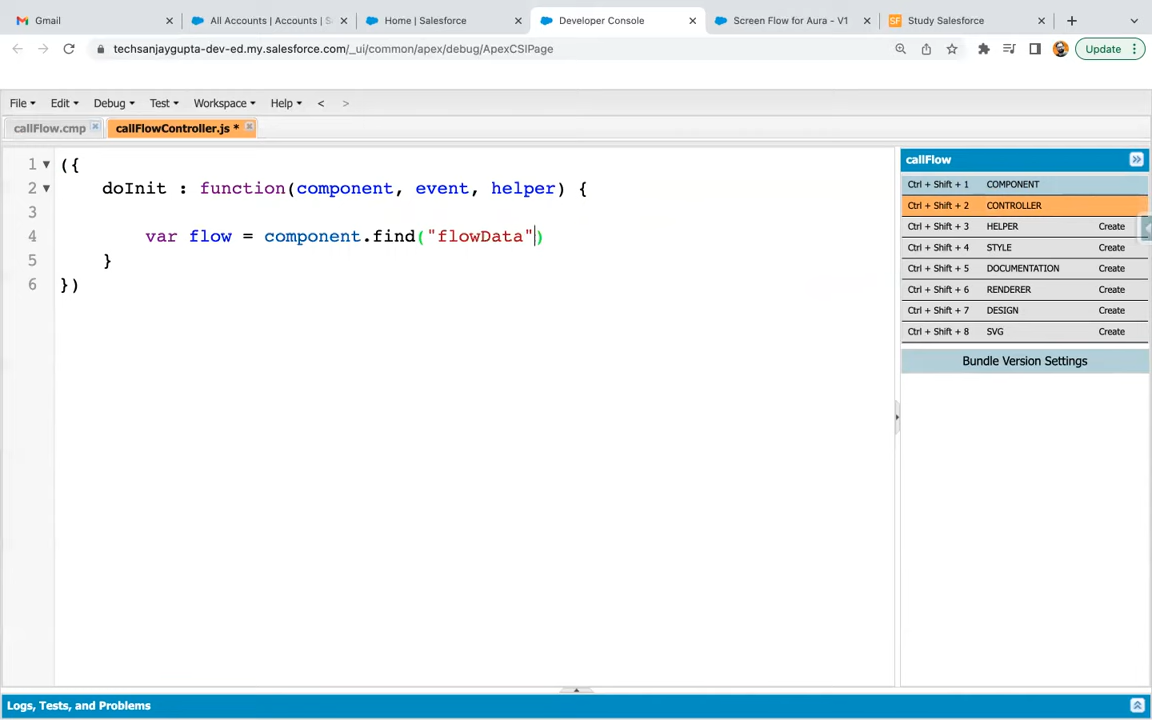 Gmail
All Accounts | Accounts | S
Home | Salesforce
Developer Console
Screen Flow for Aura - V1
SF Study Salesforce
techsanjaygupta-dev-ed.my.salesforce.com/_ui/common/apex/debug/ApexCSIPage
Update
File Edit Debug Test Workspace Help < >
callFlow.cmp
callFlowController.js *
1 ({
2 doInit : function(component, event, helper) {
3
4 var flow = component.find("flowData")
5 }
6 })
callFlow
Ctrl + Shift + 1 COMPONENT
Ctrl + Shift + 2 CONTROLLER
Ctrl + Shift + 3 HELPER Create
Ctrl + Shift + 4 STYLE Create
Ctrl + Shift + 5 DOCUMENTATION Create
Ctrl + Shift + 6 RENDERER Create
Ctrl + Shift + 7 DESIGN Create
Ctrl + Shift + 8 SVG Create
Bundle Version Settings
Logs, Tests, and Problems